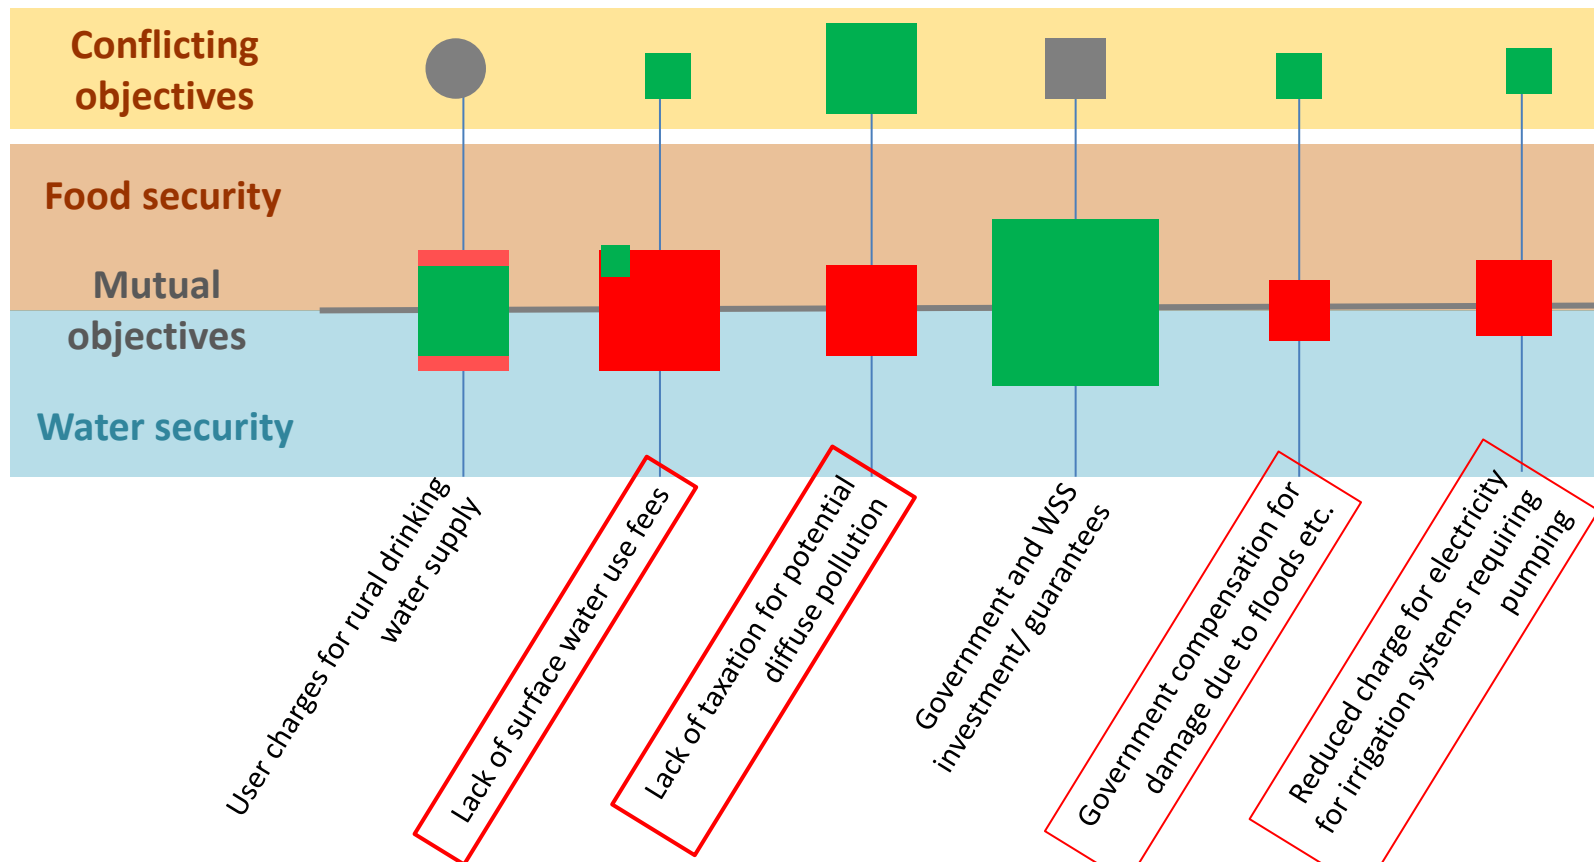 Conflicting
objectives
Food security
Mutual
objectives
Water security
User charges for rural drinking
water supply
Lack of surface water use fees
Lack of taxation for potential
diffuse pollution
Government and WSS
investment/ guarantees
Government compensation for
damage due to floods etc.
Reduced charge for electricity
for irrigation systems requiring
pumping